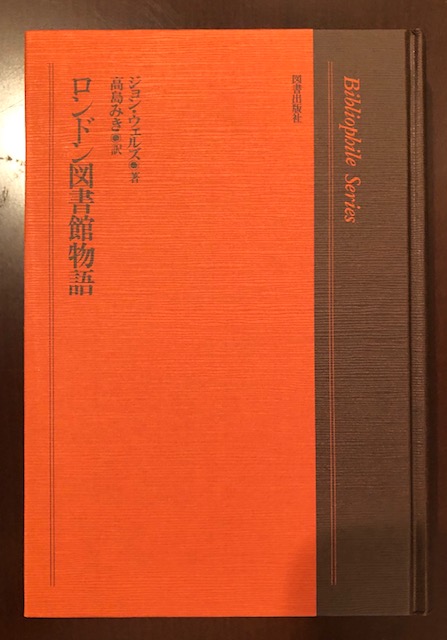 Bibliophile Series
図書出版社
ジョン・ウェルズ◉著
高島みき◉訳
ロンドン図書館物語